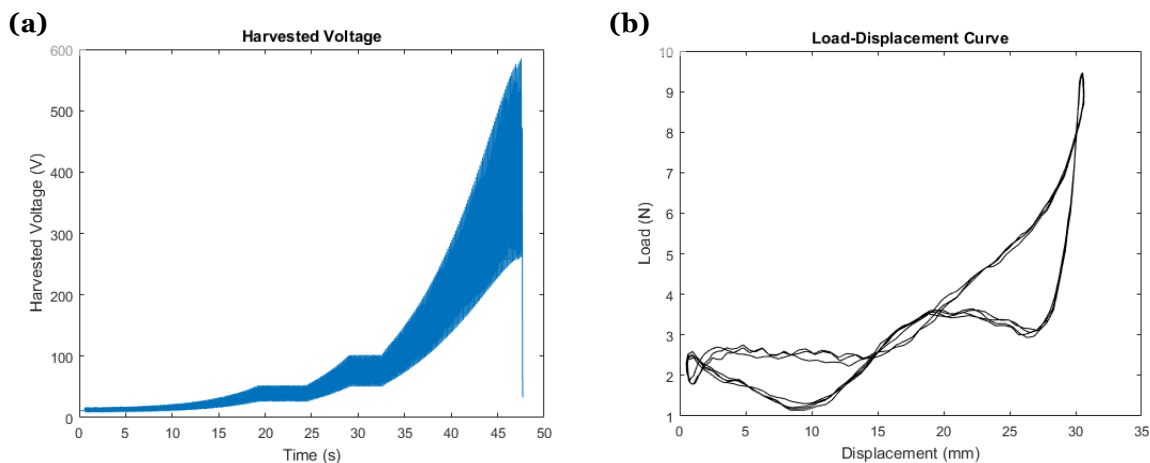 (a)
Harvested Voltage
600
500
400
300
200
100
0
Harvested Voltage (V)
0 5 10 15 20 25 30 35 40 45 50
Time (s)
(b)
Load-Displacement Curve
10
9
8
7
6
5
4
3
2
1
Load (N)
0 5 10 15 20 25 30 35
Displacement (mm)